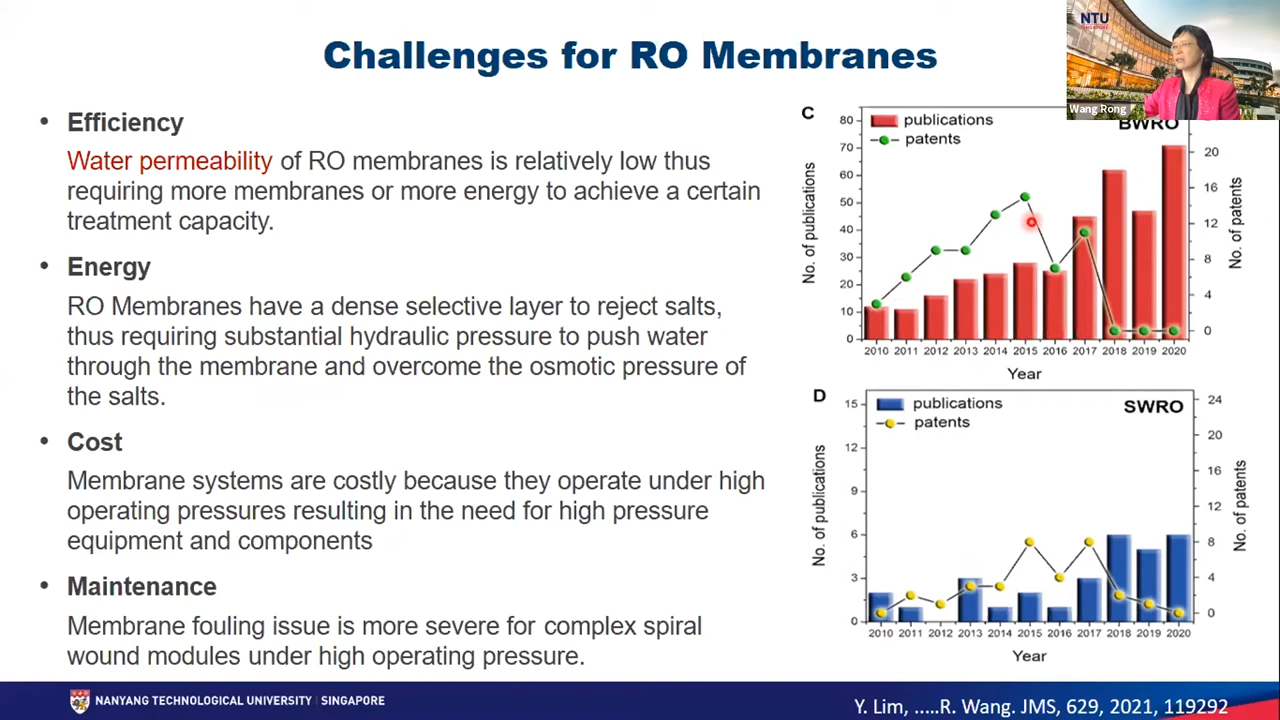 Challenges for RO Membranes
NTU
SINGAPORE
Wang Rong
• Efficiency
Water permeability of RO membranes is relatively low thus
requiring more membranes or more energy to achieve a certain
treatment capacity.
• Energy
RO Membranes have a dense selective layer to reject salts,
thus requiring substantial hydraulic pressure to push water
through the membrane and overcome the osmotic pressure of
the salts.
• Cost
Membrane systems are costly because they operate under high
operating pressures resulting in the need for high pressure
equipment and components
• Maintenance
Membrane fouling issue is more severe for complex spiral
wound modules under high operating pressure.
C
publications
patents
BWRO
No. of publications
80
70
60
50
40
30
20
10
0
20
16
12
8
4
0
No. of patents
2010 2011 2012 2013 2014 2015 2016 2017 2018 2019 2020
Year
D
publications
patents
SWRO
No. of publications
15
12
9
6
3
0
24
20
16
12
8
4
0
No. of patents
2010 2011 2012 2013 2014 2015 2016 2017 2018 2019 2020
Year
NANYANG TECHNOLOGICAL UNIVERSITY | SINGAPORE
Y. Lim, .....R. Wang. JMS, 629, 2021, 119292